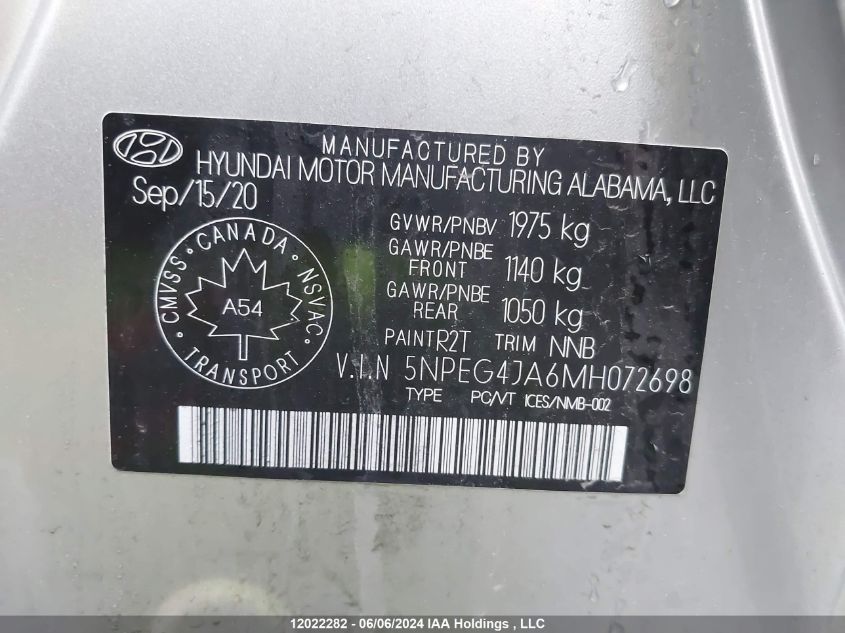 MANUFACTURED BY
HYUNDAI MOTOR MANUFACTURING ALABAMA, LLC
Sep/15/20
GVWR/PNBV 1975 kg
GAWR/PNBE FRONT 1140 kg
GAWR/PNBE REAR 1050 kg
PAINT R2T TRIM NNB
CMVSS · CANADA · NSVAC · TRANSPORT ·
A54
V.I.N 5NPEG4JA6MH072698
TYPE PC/VT ICES/NMB-002
12022282 - 06/06/2024 IAA Holdings , LLC